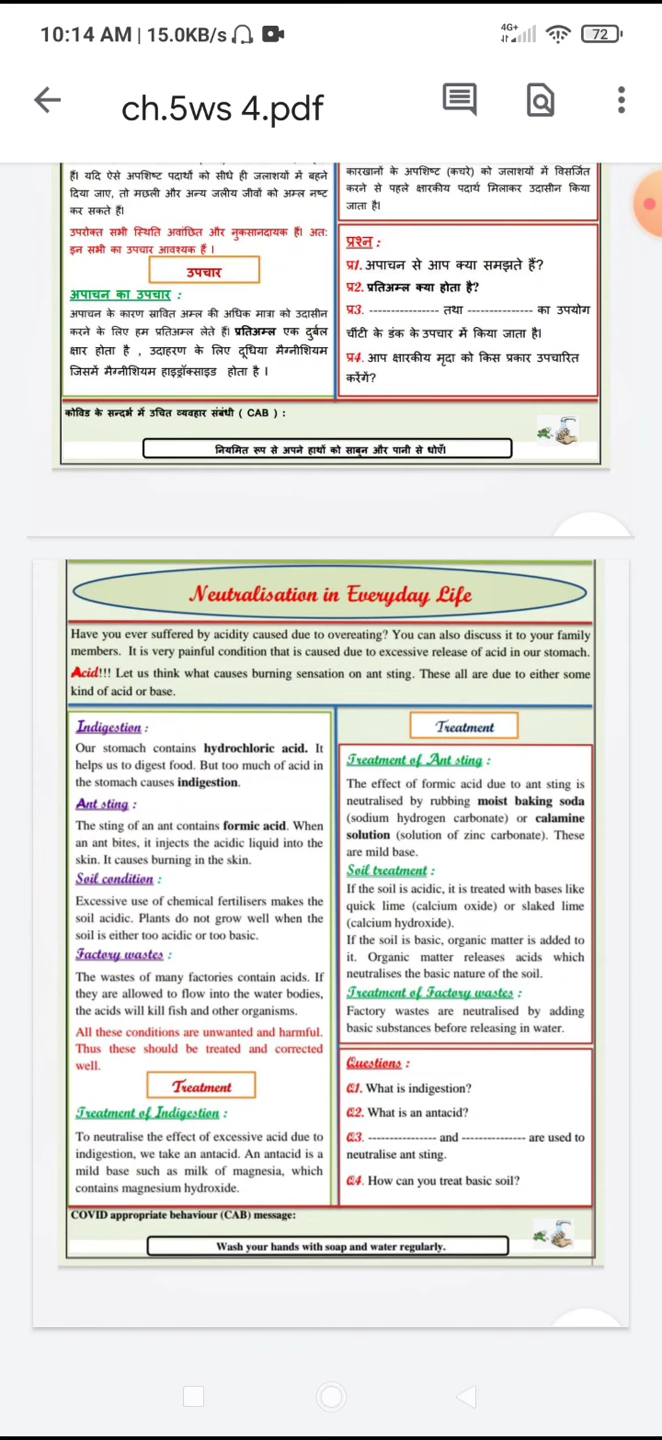 10:14 AM | 15.0KB/s
4G+
72
ch.5ws 4.pdf
हैं। यदि ऐसे अपशिष्ट पदार्थों को सीधे ही जलाशयों में बहने
दिया जाए, तो मछली और अन्य जलीय जीवों को अम्ल नष्ट
कर सकते हैं।
उपरोक्त सभी स्थिति अवांछित और नुकसानदायक हैं। अत:
इन सभी का उपचार आवश्यक हैं ।
उपचार
अपाचन का उपचार :
अपाचन के कारण स्रावित अम्ल की अधिक मात्रा को उदासीन
करने के लिए हम प्रतिअम्ल लेते हैं। प्रतिअम्ल एक दुर्बल
क्षार होता है , उदाहरण के लिए दूधिया मैग्नीशियम
जिसमें मैग्नीशियम हाइड्रॉक्साइड होता है ।
कारखानों के अपशिष्ट (कचरे) को जलाशयों में विसर्जित
करने से पहले क्षारकीय पदार्थ मिलाकर उदासीन किया
जाता है।
प्रश्न :
प्र1. अपाचन से आप क्या समझते हैं?
प्र2. प्रतिअम्ल क्या होता है?
प्र3. ---------------- तथा --------------- का उपयोग
चींटी के डंक के उपचार में किया जाता है।
प्र4. आप क्षारकीय मृदा को किस प्रकार उपचारित
करेंगे?
कोविड के सन्दर्भ में उचित व्यवहार संबंधी ( CAB ) :
नियमित रूप से अपने हाथों को साबुन और पानी से धोएँ।
Neutralisation in Everyday Life
Have you ever suffered by acidity caused due to overeating? You can also discuss it to your family
members. It is very painful condition that is caused due to excessive release of acid in our stomach.
Acid!!! Let us think what causes burning sensation on ant sting. These all are due to either some
kind of acid or base.
Indigestion :
Our stomach contains hydrochloric acid. It
helps us to digest food. But too much of acid in
the stomach causes indigestion.
Ant sting :
The sting of an ant contains formic acid. When
an ant bites, it injects the acidic liquid into the
skin. It causes burning in the skin.
Soil condition :
Excessive use of chemical fertilisers makes the
soil acidic. Plants do not grow well when the
soil is either too acidic or too basic.
Factory wastes :
The wastes of many factories contain acids. If
they are allowed to flow into the water bodies,
the acids will kill fish and other organisms.
All these conditions are unwanted and harmful.
Thus these should be treated and corrected
well.
Treatment
Treatment of Indigestion :
To neutralise the effect of excessive acid due to
indigestion, we take an antacid. An antacid is a
mild base such as milk of magnesia, which
contains magnesium hydroxide.
Treatment
Treatment of Ant sting :
The effect of formic acid due to ant sting is
neutralised by rubbing moist baking soda
(sodium hydrogen carbonate) or calamine
solution (solution of zinc carbonate). These
are mild base.
Soil treatment :
If the soil is acidic, it is treated with bases like
quick lime (calcium oxide) or slaked lime
(calcium hydroxide).
If the soil is basic, organic matter is added to
it. Organic matter releases acids which
neutralises the basic nature of the soil.
Treatment of Factory wastes :
Factory wastes are neutralised by adding
basic substances before releasing in water.
Questions :
Q1. What is indigestion?
Q2. What is an antacid?
Q3. ---------------- and --------------- are used to
neutralise ant sting.
Q4. How can you treat basic soil?
COVID appropriate behaviour (CAB) message:
Wash your hands with soap and water regularly.